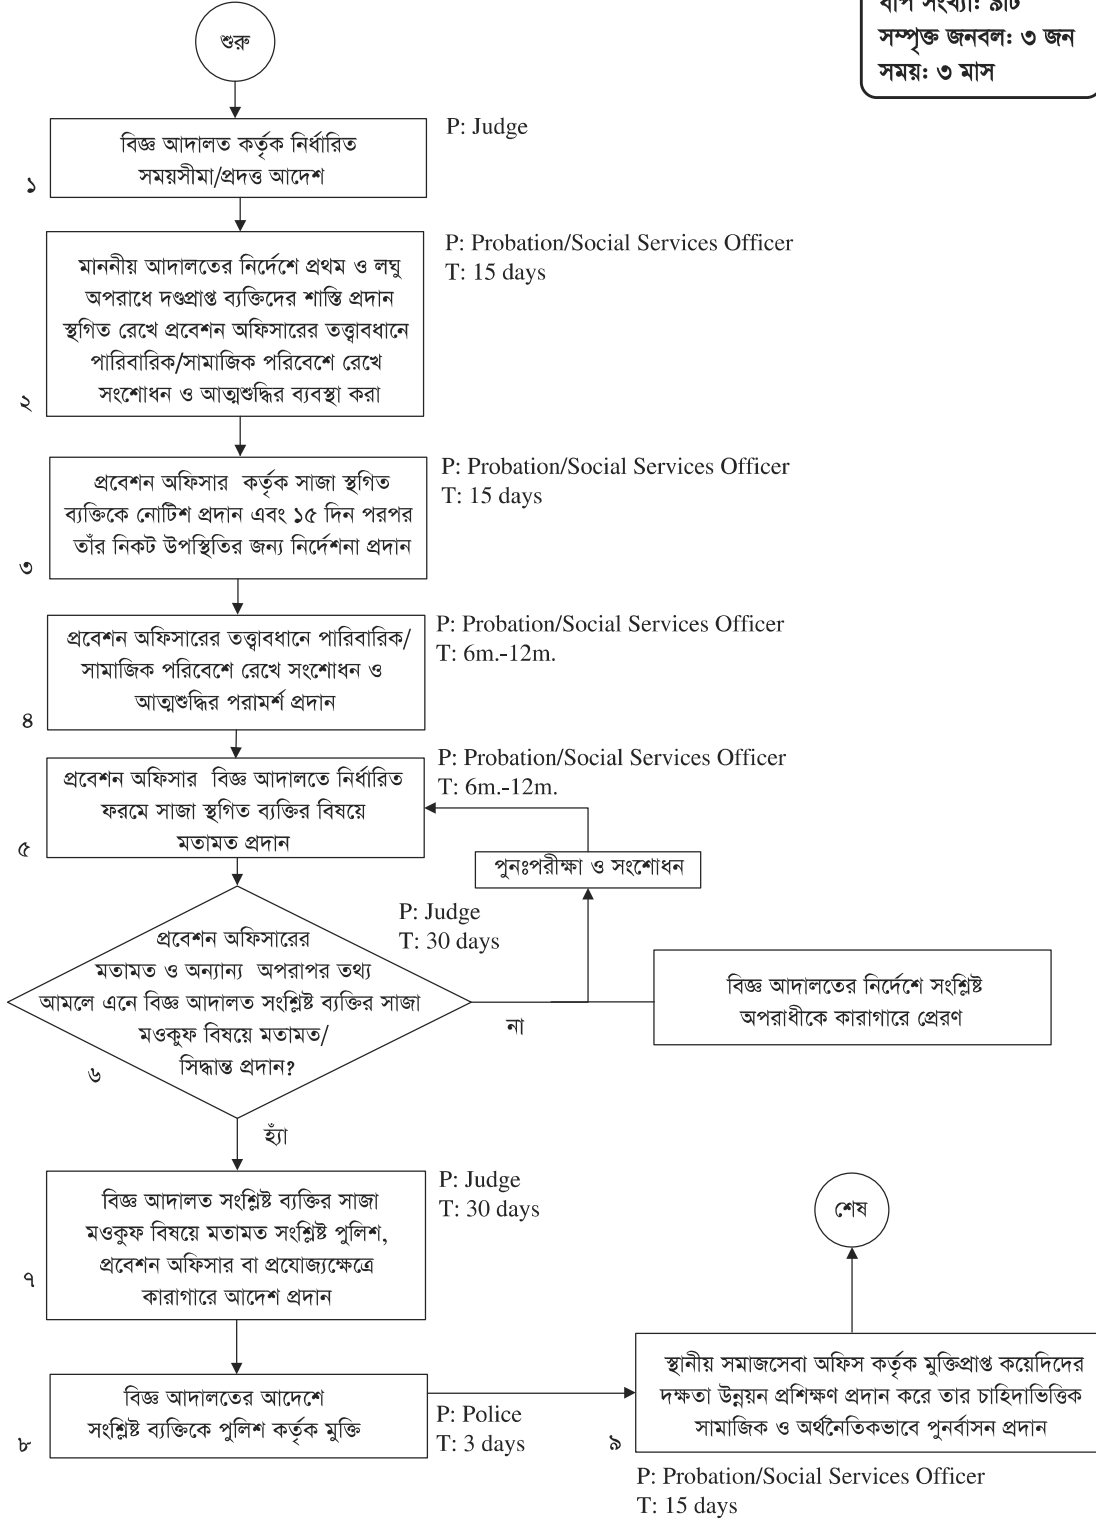 ধাপ সংখ্যা: ৯টি
সম্পৃক্ত জনবল: ৩ জন
সময়: ৩ মাস
শুরু
P: Judge
বিজ্ঞ আদালত কর্তৃক নির্ধারিত
সময়সীমা/প্রদত্ত আদেশ
১
P: Probation/Social Services Officer
T: 15 days
মাননীয় আদালতের নির্দেশে প্রথম ও লঘু
অপরাধে দণ্ডপ্রাপ্ত ব্যক্তিদের শাস্তি প্রদান
স্থগিত রেখে প্রবেশন অফিসারের তত্ত্বাবধানে
পারিবারিক/সামাজিক পরিবেশে রেখে
সংশোধন ও আত্মশুদ্ধির ব্যবস্থা করা
২
P: Probation/Social Services Officer
T: 15 days
প্রবেশন অফিসার কর্তৃক সাজা স্থগিত
ব্যক্তিকে নোটিশ প্রদান এবং ১৫ দিন পরপর
তাঁর নিকট উপস্থিতির জন্য নির্দেশনা প্রদান
৩
P: Probation/Social Services Officer
T: 6m.-12m.
প্রবেশন অফিসারের তত্ত্বাবধানে পারিবারিক/
সামাজিক পরিবেশে রেখে সংশোধন ও
আত্মশুদ্ধির পরামর্শ প্রদান
৪
P: Probation/Social Services Officer
T: 6m.-12m.
প্রবেশন অফিসার বিজ্ঞ আদালতে নির্ধারিত
ফরমে সাজা স্থগিত ব্যক্তির বিষয়ে
মতামত প্রদান
৫
পুনঃপরীক্ষা ও সংশোধন
P: Judge
T: 30 days
প্রবেশন অফিসারের
মতামত ও অন্যান্য অপরাপর তথ্য
আমলে এনে বিজ্ঞ আদালত সংশ্লিষ্ট ব্যক্তির সাজা
মওকুফ বিষয়ে মতামত/
সিদ্ধান্ত প্রদান?
৬
না
বিজ্ঞ আদালতের নির্দেশে সংশ্লিষ্ট
অপরাধীকে কারাগারে প্রেরণ
হ্যাঁ
P: Judge
T: 30 days
বিজ্ঞ আদালত সংশ্লিষ্ট ব্যক্তির সাজা
মওকুফ বিষয়ে মতামত সংশ্লিষ্ট পুলিশ,
প্রবেশন অফিসার বা প্রযোজ্যক্ষেত্রে
কারাগারে আদেশ প্রদান
৭
শেষ
বিজ্ঞ আদালতের আদেশে
সংশ্লিষ্ট ব্যক্তিকে পুলিশ কর্তৃক মুক্তি
৮
P: Police
T: 3 days
স্থানীয় সমাজসেবা অফিস কর্তৃক মুক্তিপ্রাপ্ত কয়েদিদের
দক্ষতা উন্নয়ন প্রশিক্ষণ প্রদান করে তার চাহিদাভিত্তিক
সামাজিক ও অর্থনৈতিকভাবে পুনর্বাসন প্রদান
৯
P: Probation/Social Services Officer
T: 15 days